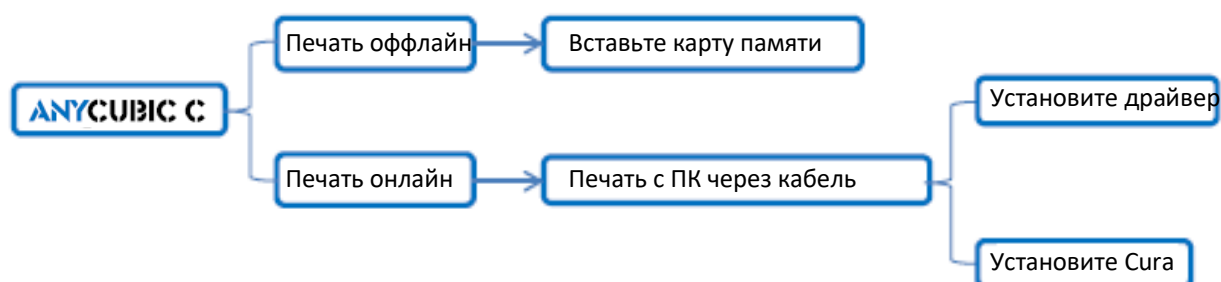 Печать оффлайн
Вставьте карту памяти
ANYCUBIC C
Установите драйвер
Печать онлайн
Печать с ПК через кабель
Установите Cura